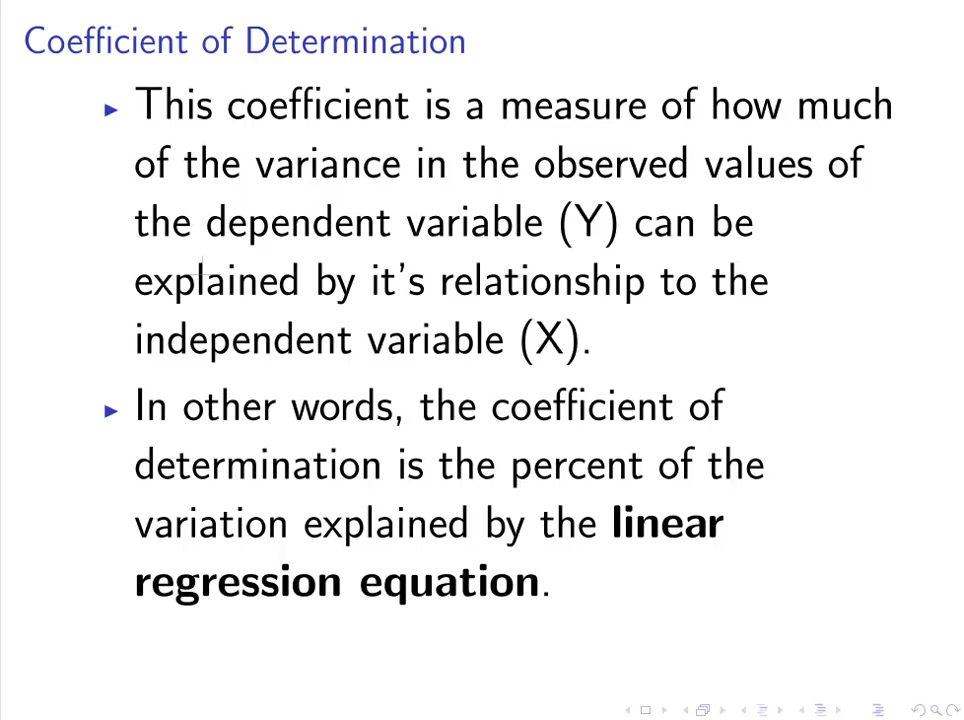 Coefficient of Determination
This coefficient is a measure of how much
of the variance in the observed values of
the dependent variable (Y) can be
explained by it's relationship to the
independent variable (X).
In other words, the coefficient of
determination is the percent of the
variation explained by the linear
regression equation.